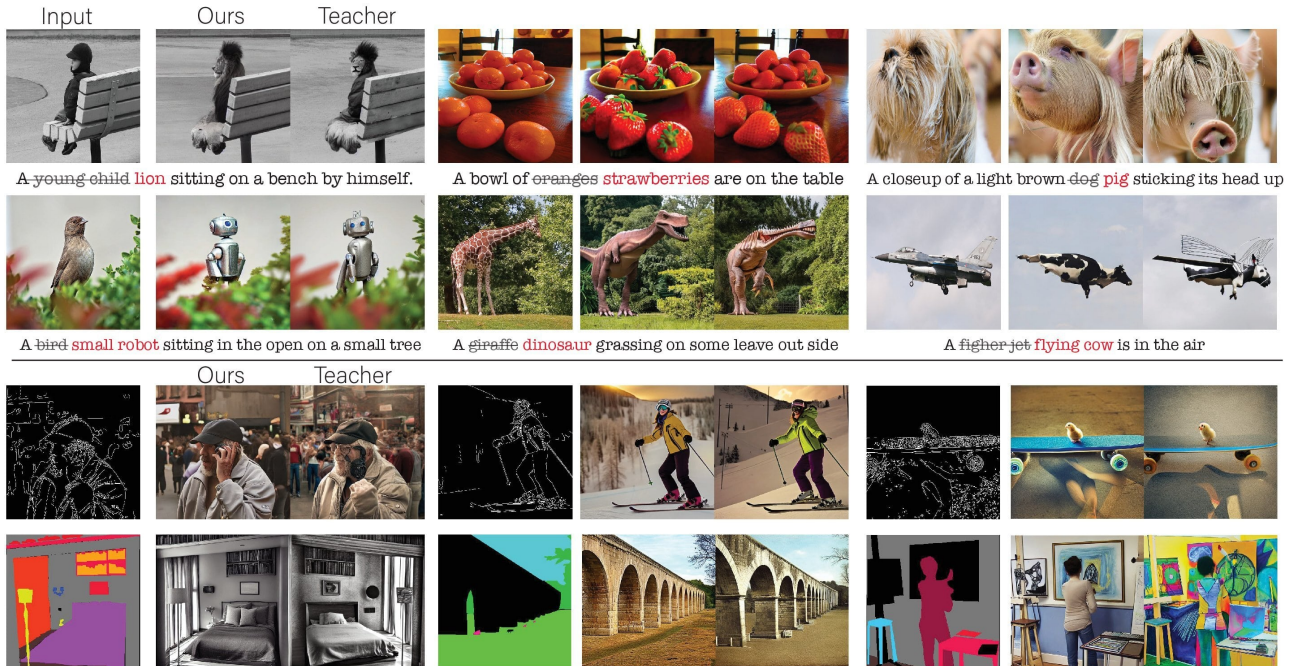 Input Ours Teacher
A young child lion sitting on a bench by himself.
A bowl of oranges strawberries are on the table
A closeup of a light brown dog pig sticking its head up
A bird small robot sitting in the open on a small tree
A giraffe dinosaur grassing on some leave out side
A figher jet flying cow is in the air
Ours Teacher